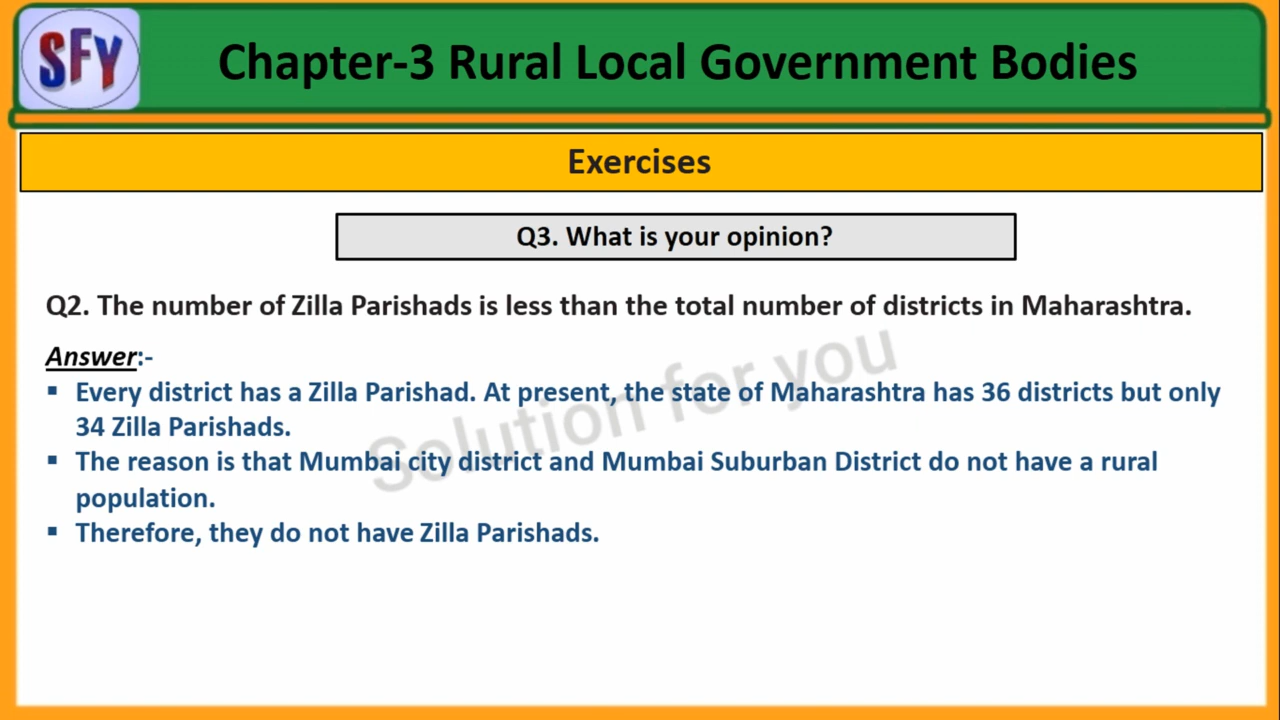 SFY
Chapter-3 Rural Local Government Bodies
Exercises
Q3. What is your opinion?
Q2. The number of Zilla Parishads is less than the total number of districts in Maharashtra.
Answer:-
▪ Every district has a Zilla Parishad. At present, the state of Maharashtra has 36 districts but only
34 Zilla Parishads.
▪ The reason is that Mumbai city district and Mumbai Suburban District do not have a rural
population.
▪ Therefore, they do not have Zilla Parishads.
Solution for you